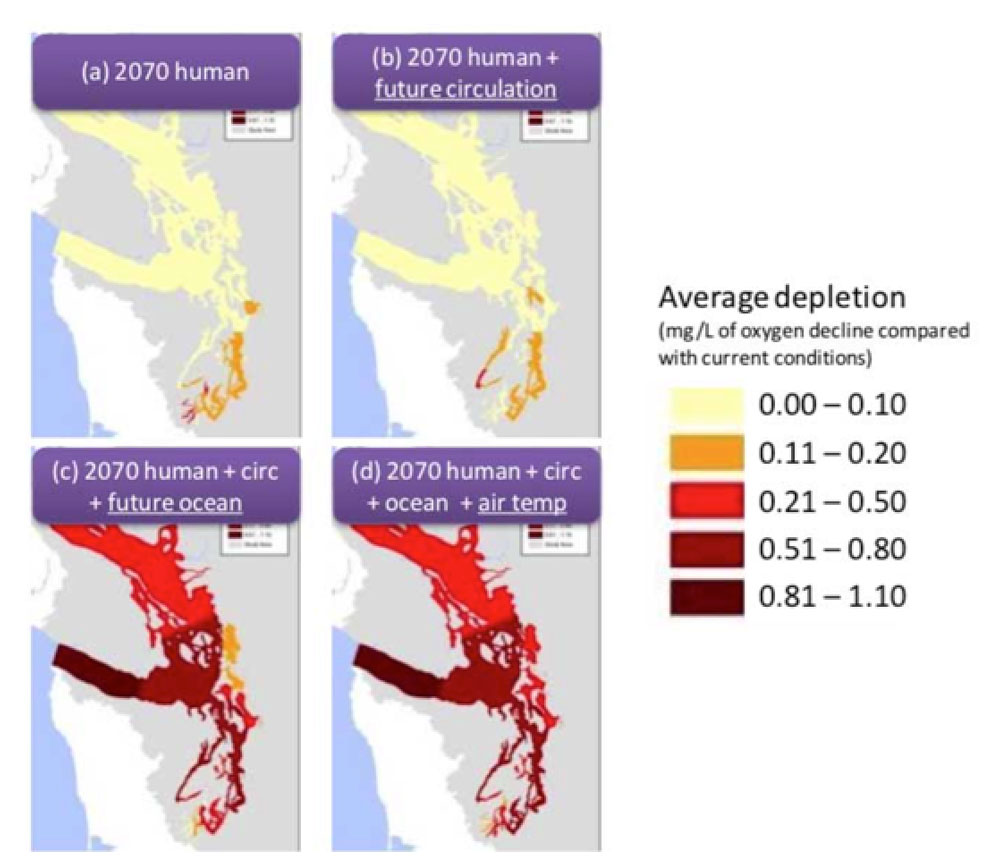 (a) 2070 human
(b) 2070 human +
future circulation
(c) 2070 human + circ
+ future ocean
(d) 2070 human + circ
+ ocean + air temp
Average depletion
(mg/L of oxygen decline compared
with current conditions)
0.00 – 0.10
0.11 – 0.20
0.21 – 0.50
0.51 – 0.80
0.81 – 1.10